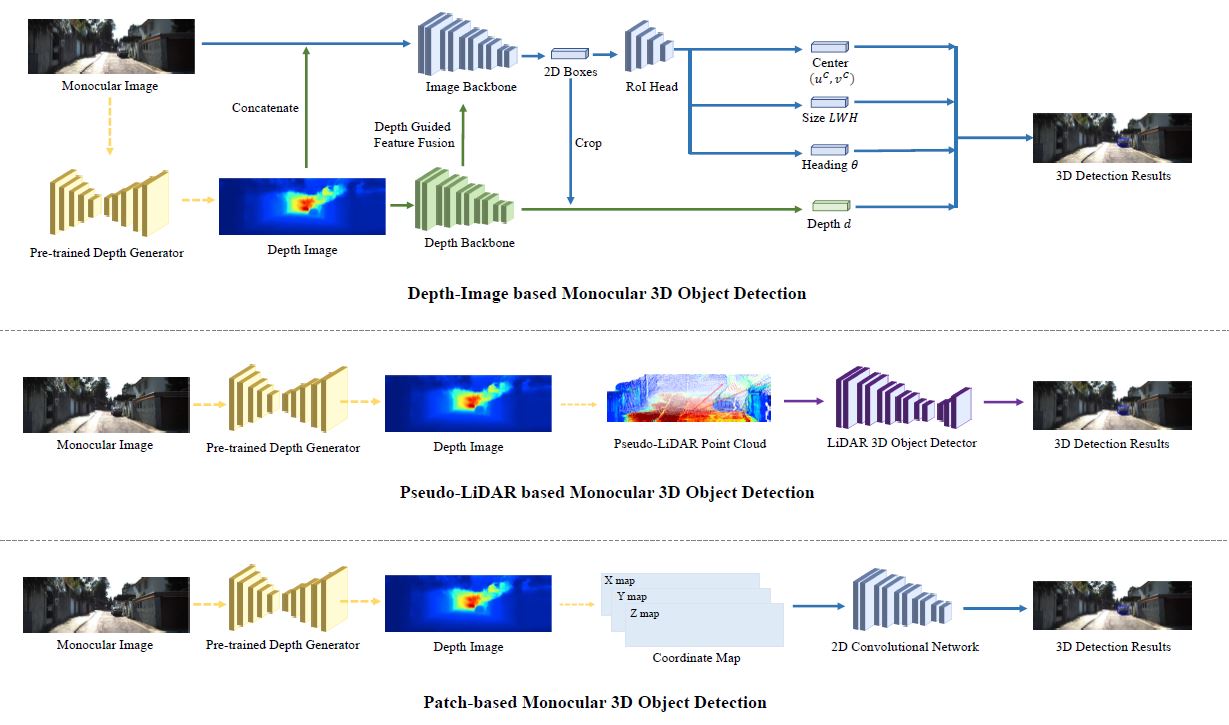 Monocular Image
Pre-trained Depth Generator
Concatenate
Depth Image
Image Backbone
Depth Guided
Feature Fusion
Depth Backbone
2D Boxes
Crop
RoI Head
Center
(u^C, v^C)
Size LWH
Heading θ
Depth d
3D Detection Results
Depth-Image based Monocular 3D Object Detection
Monocular Image
Pre-trained Depth Generator
Depth Image
Pseudo-LiDAR Point Cloud
LiDAR 3D Object Detector
3D Detection Results
Pseudo-LiDAR based Monocular 3D Object Detection
Monocular Image
Pre-trained Depth Generator
Depth Image
X map
Y map
Z map
Coordinate Map
2D Convolutional Network
3D Detection Results
Patch-based Monocular 3D Object Detection